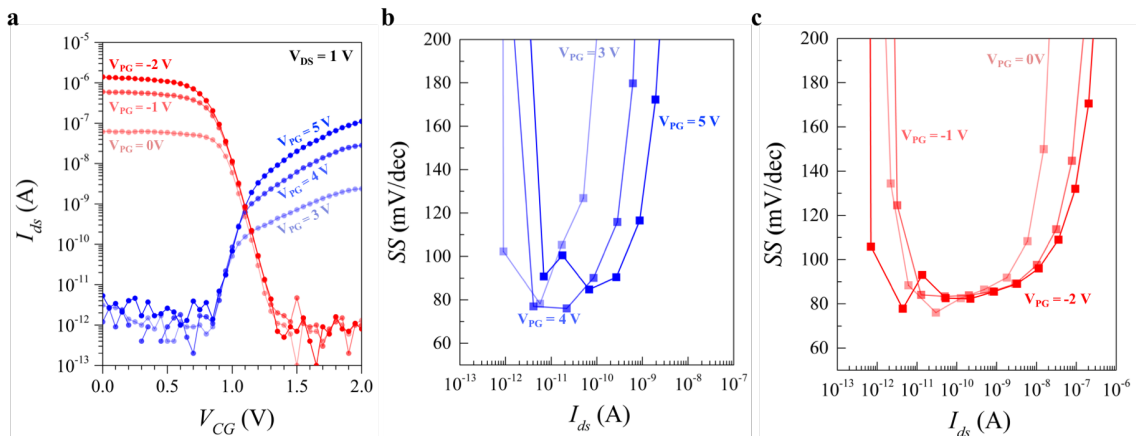 a
V_DS = 1 V
V_PG = -2 V
V_PG = -1 V
V_PG = 0V
V_PG = 5 V
V_PG = 4 V
V_PG = 3 V
10^-5
10^-6
10^-7
10^-8
10^-9
10^-10
10^-11
10^-12
10^-13
I_ds (A)
0.0 0.5 1.0 1.5 2.0
V_CG (V)
b
V_PG = 3 V
V_PG = 5 V
V_PG = 4 V
200
180
160
140
120
100
80
60
SS (mV/dec)
10^-13 10^-12 10^-11 10^-10 10^-9 10^-8 10^-7
I_ds (A)
c
V_PG = 0V
V_PG = -1 V
V_PG = -2 V
200
180
160
140
120
100
80
60
SS (mV/dec)
10^-13 10^-12 10^-11 10^-10 10^-9 10^-8 10^-7 10^-6
I_ds (A)